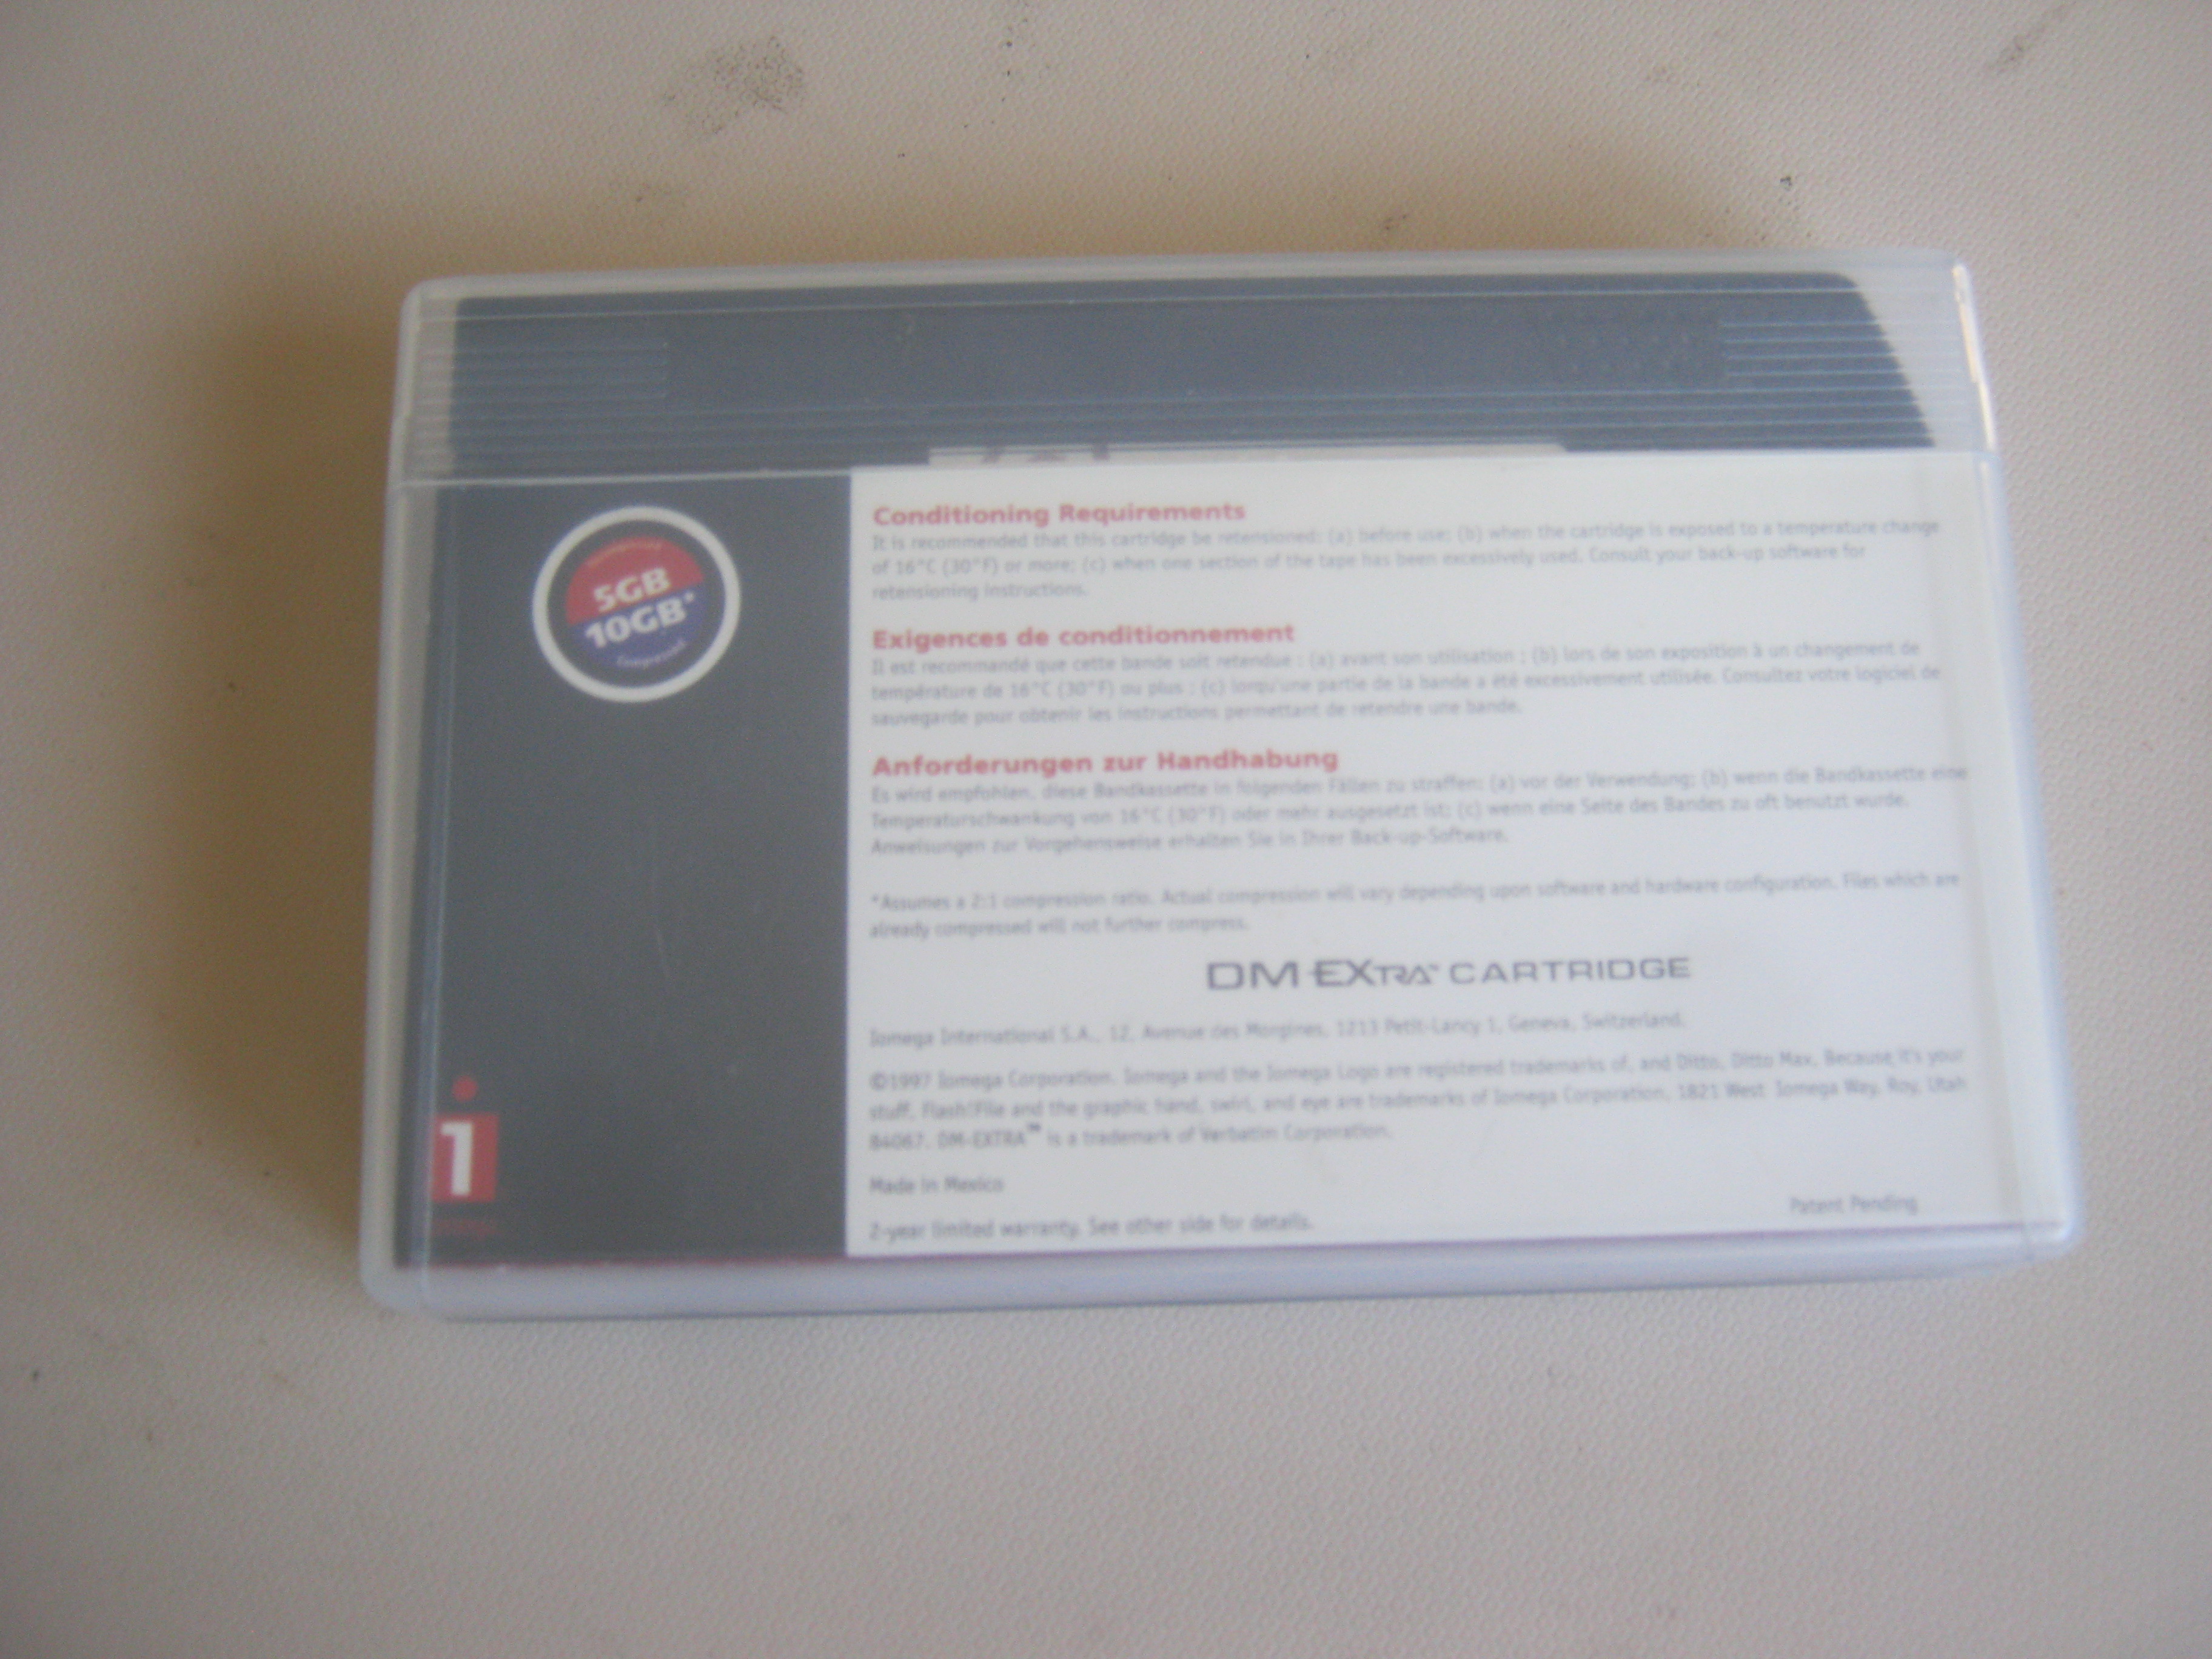 5GB
10GB*
Compressed
i
Conditioning Requirements
It is recommended that this cartridge be retensioned: (a) before use; (b) when the cartridge is exposed to a temperature change
of 16°C (30°F) or more; (c) when one section of the tape has been excessively used. Consult your back-up software for
retensioning instructions.
Exigences de conditionnement
Il est recommandé que cette bande soit retendue : (a) avant son utilisation ; (b) lors de son exposition à un changement de
température de 16°C (30°F) ou plus ; (c) lorqu'une partie de la bande a été excessivement utilisée. Consultez votre logiciel de
sauvegarde pour obtenir les instructions permettant de retendre une bande.
Anforderungen zur Handhabung
Es wird empfohlen, diese Bandkassette in folgenden Fällen zu straffen: (a) vor der Verwendung; (b) wenn die Bandkassette eine
Temperaturschwankung von 16°C (30°F) oder mehr ausgesetzt ist; (c) wenn eine Seite des Bandes zu oft benutzt wurde.
Anweisungen zur Vorgehensweise erhalten Sie in Ihrer Back-up-Software.
*Assumes a 2:1 compression ratio. Actual compression will vary depending upon software and hardware configuration. Files which are
already compressed will not further compress.
DM-EXTRA™ CARTRIDGE
Iomega International S.A., 12, Avenue des Morgines, 1213 Petit-Lancy 1, Geneva, Switzerland.
©1997 Iomega Corporation. Iomega and the Iomega Logo are registered trademarks of, and Ditto, Ditto Max, Because it's your
stuff, Flash!File and the graphic hand, swirl, and eye are trademarks of Iomega Corporation, 1821 West Iomega Way, Roy, Utah
84067. DM-EXTRA™ is a trademark of Verbatim Corporation.
Made in Mexico
Patent Pending
2-year limited warranty. See other side for details.